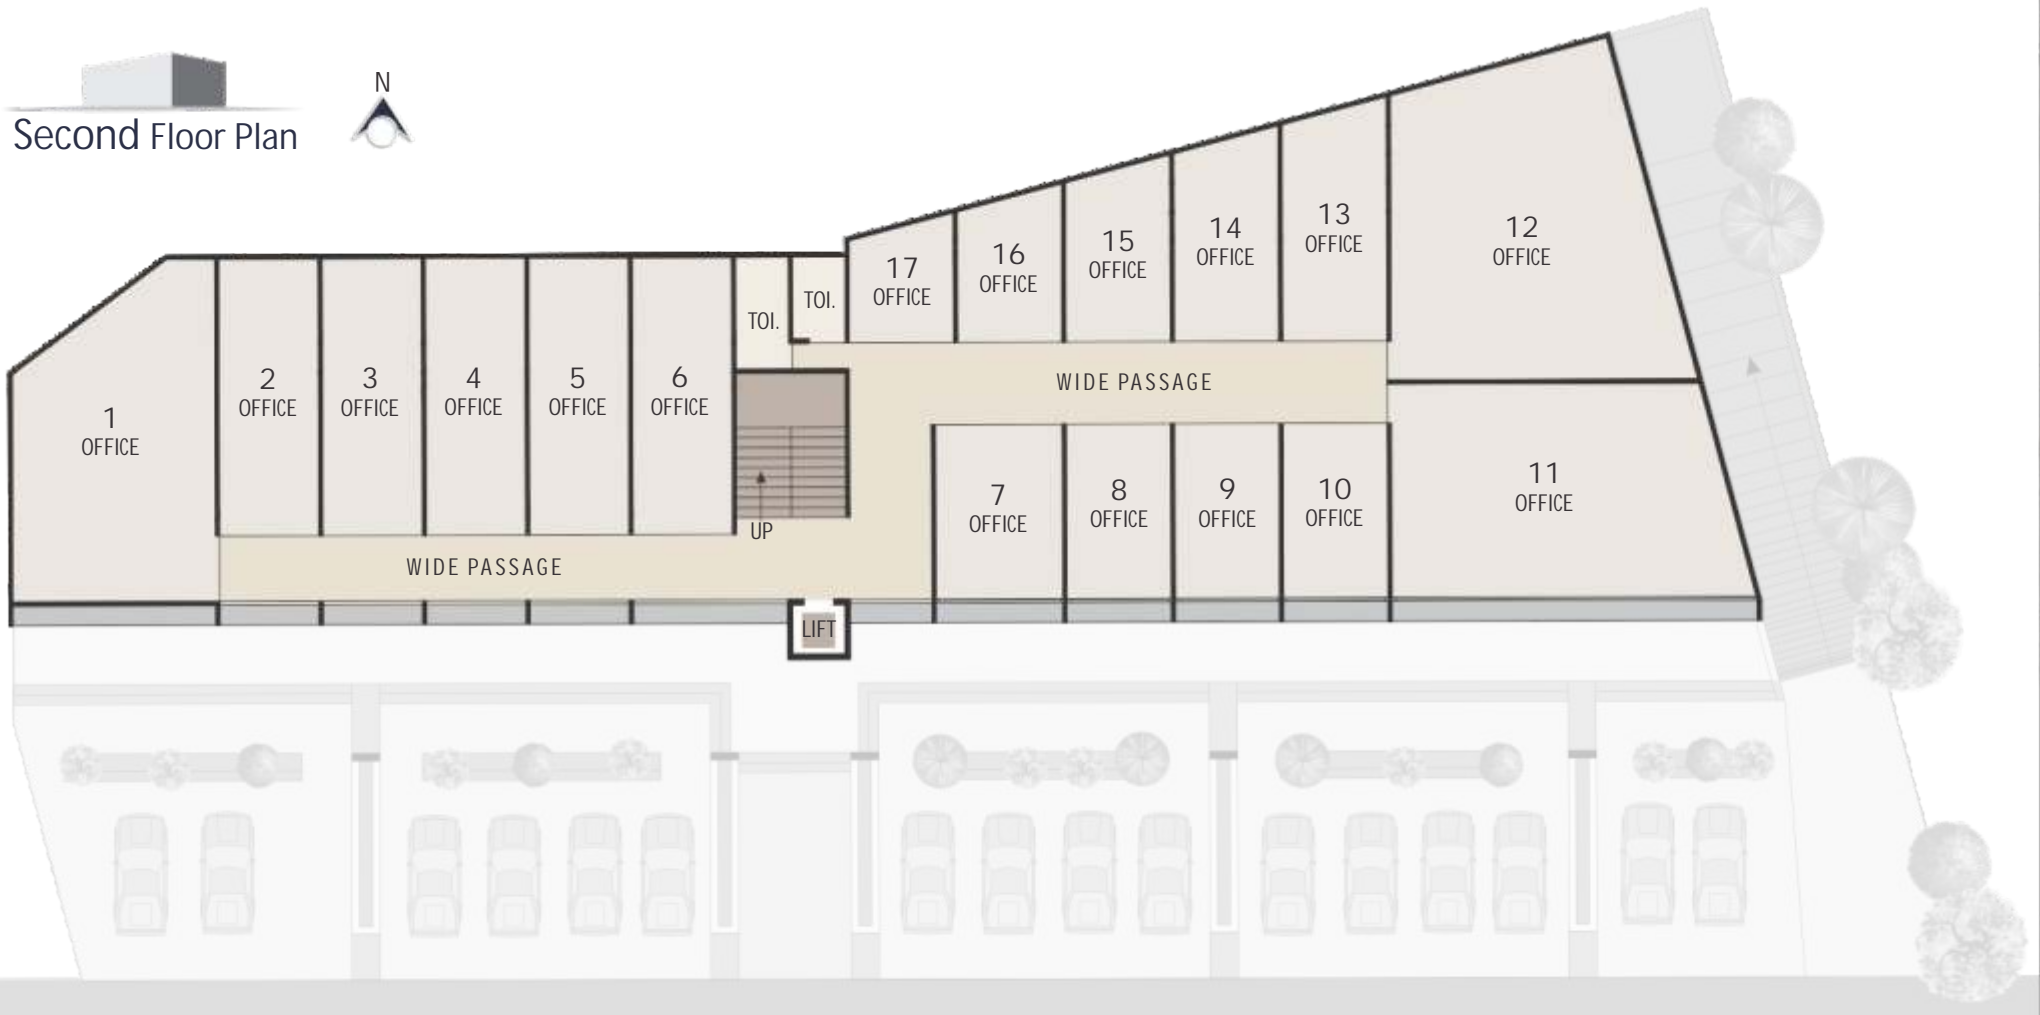 N
Second Floor Plan
1
OFFICE
2
OFFICE
3
OFFICE
4
OFFICE
5
OFFICE
6
OFFICE
TOI.
TOI.
17
OFFICE
16
OFFICE
15
OFFICE
14
OFFICE
13
OFFICE
12
OFFICE
WIDE PASSAGE
7
OFFICE
8
OFFICE
9
OFFICE
10
OFFICE
11
OFFICE
UP
WIDE PASSAGE
LIFT